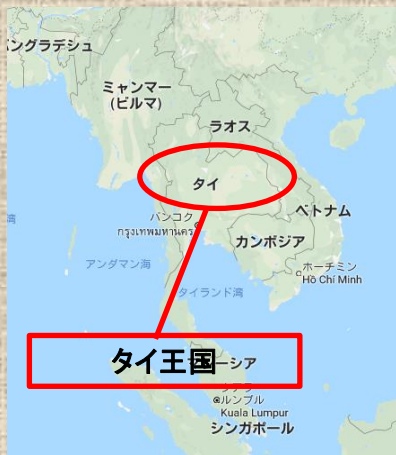 ングラデシュ
ミャンマー
(ビルマ)
ラオス
タイ
ベトナム
バンコク
กรุงเทพมหานคร
カンボジア
アンダマン海
ホーチミン
Hồ Chí Minh
タイランド湾
タイ王国
ーシア
ルンプル
Kuala Lumpur
シンガポール